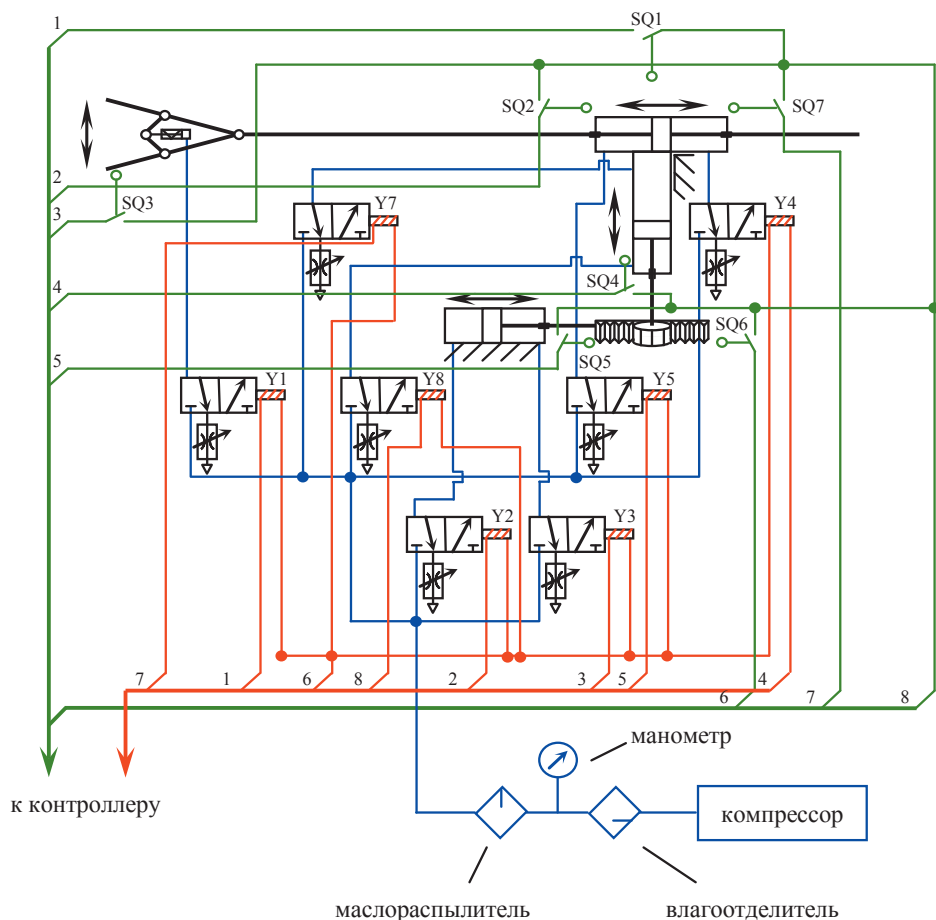 1
SQ1
SQ2
SQ7
2
3
SQ3
Y7
Y4
4
SQ4
SQ6
5
SQ5
Y1
Y8
Y5
Y2
Y3
7
1
6
8
2
3
5
4
6
7
8
к контроллеру
манометр
компрессор
маслораспылитель
влагоотделитель